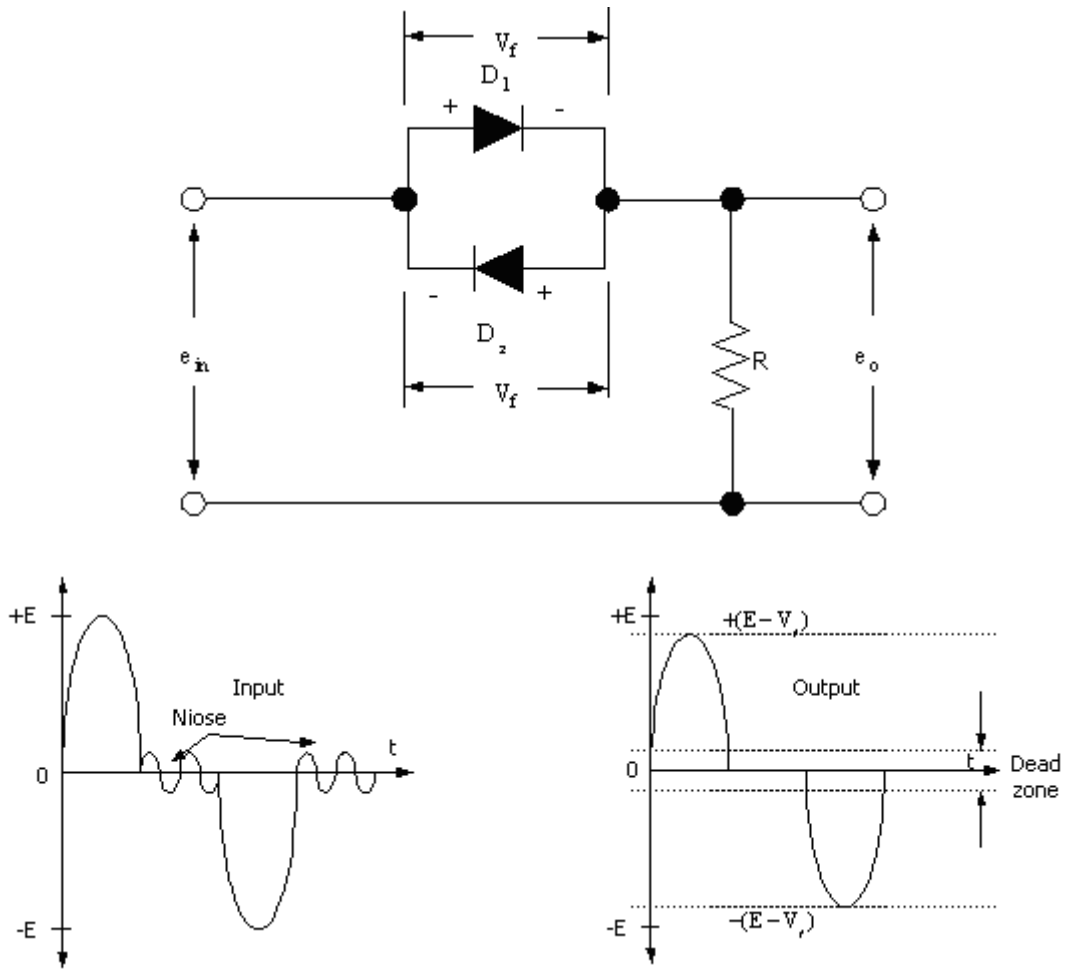 V_f
D_1
+ -
- +
D_2
V_f
e_in
R
e_o
+E
Input
Niose
t
0
-E
+E
+(E-V_f)
Output
t
0
Dead
zone
-E
-(E-V_f)